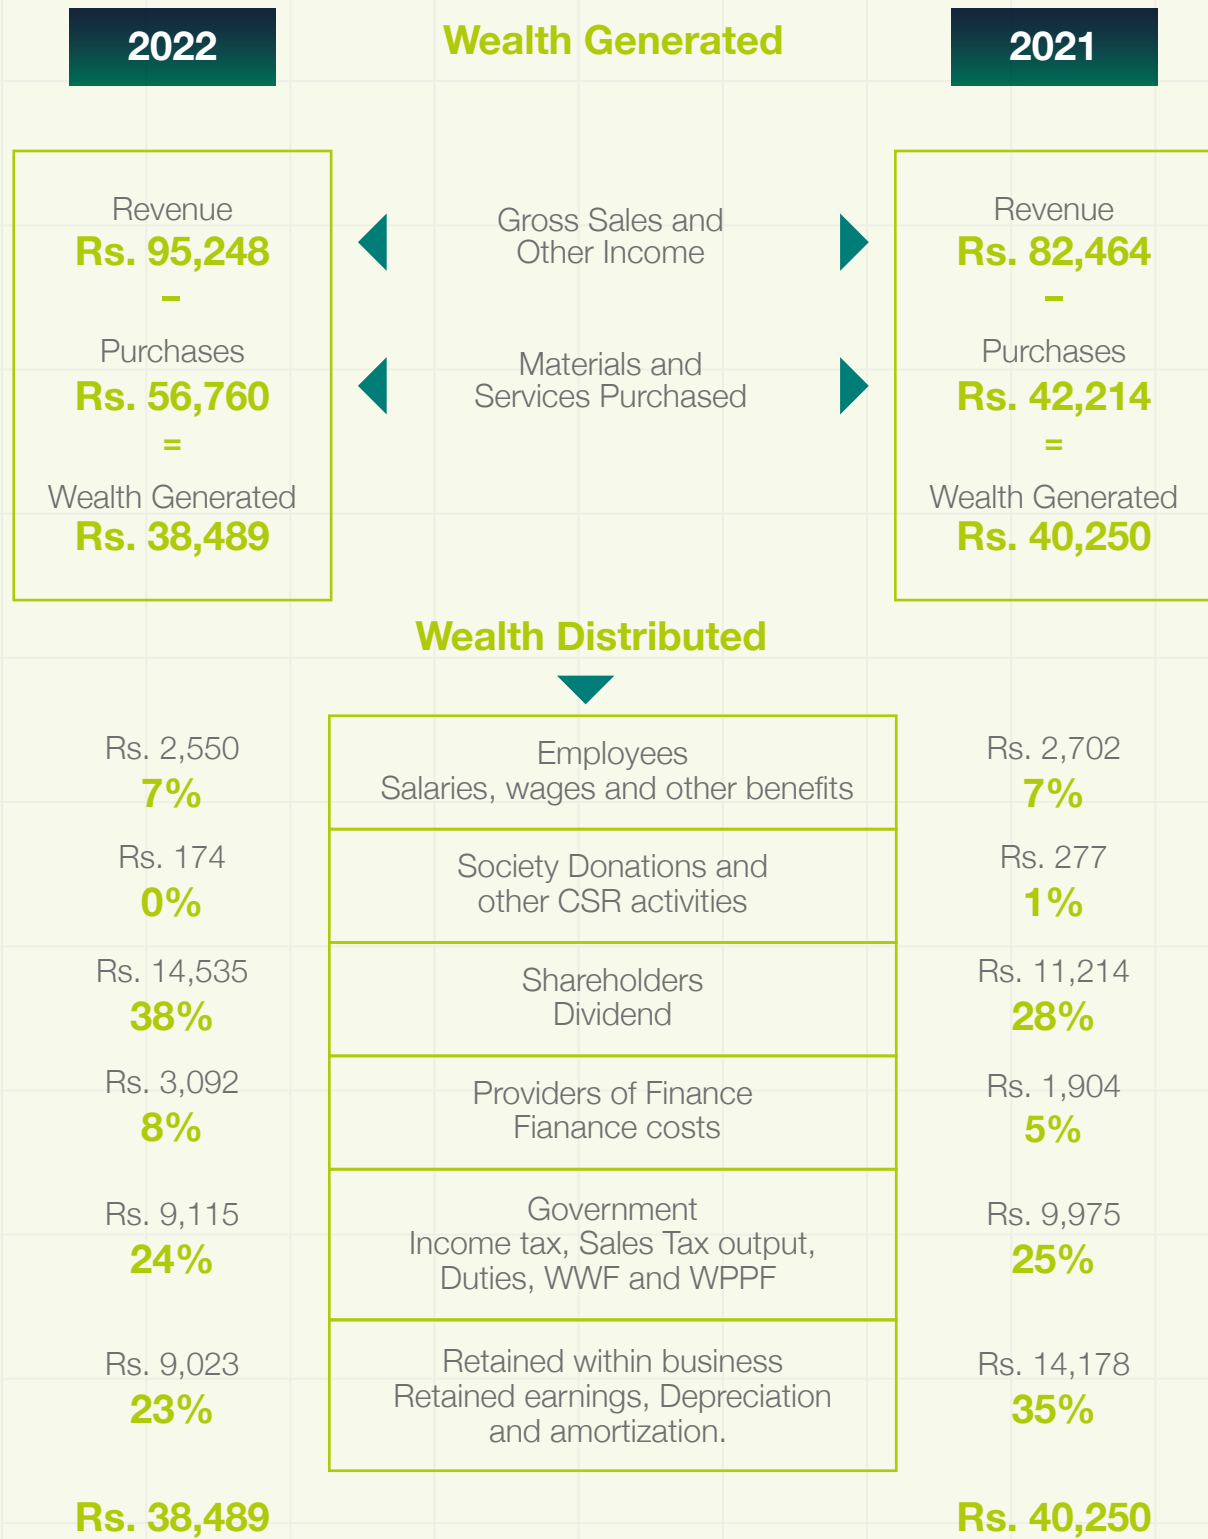 2022
Wealth Generated
2021
Revenue
Rs. 95,248
–
Purchases
Rs. 56,760
=
Wealth Generated
Rs. 38,489
Gross Sales and
Other Income
Materials and
Services Purchased
Revenue
Rs. 82,464
–
Purchases
Rs. 42,214
=
Wealth Generated
Rs. 40,250
Wealth Distributed
Rs. 2,550
7%
Employees
Salaries, wages and other benefits
Rs. 2,702
7%
Rs. 174
0%
Society Donations and
other CSR activities
Rs. 277
1%
Rs. 14,535
38%
Shareholders
Dividend
Rs. 11,214
28%
Rs. 3,092
8%
Providers of Finance
Fianance costs
Rs. 1,904
5%
Rs. 9,115
24%
Government
Income tax, Sales Tax output,
Duties, WWF and WPPF
Rs. 9,975
25%
Rs. 9,023
23%
Retained within business
Retained earnings, Depreciation
and amortization.
Rs. 14,178
35%
Rs. 38,489
Rs. 40,250